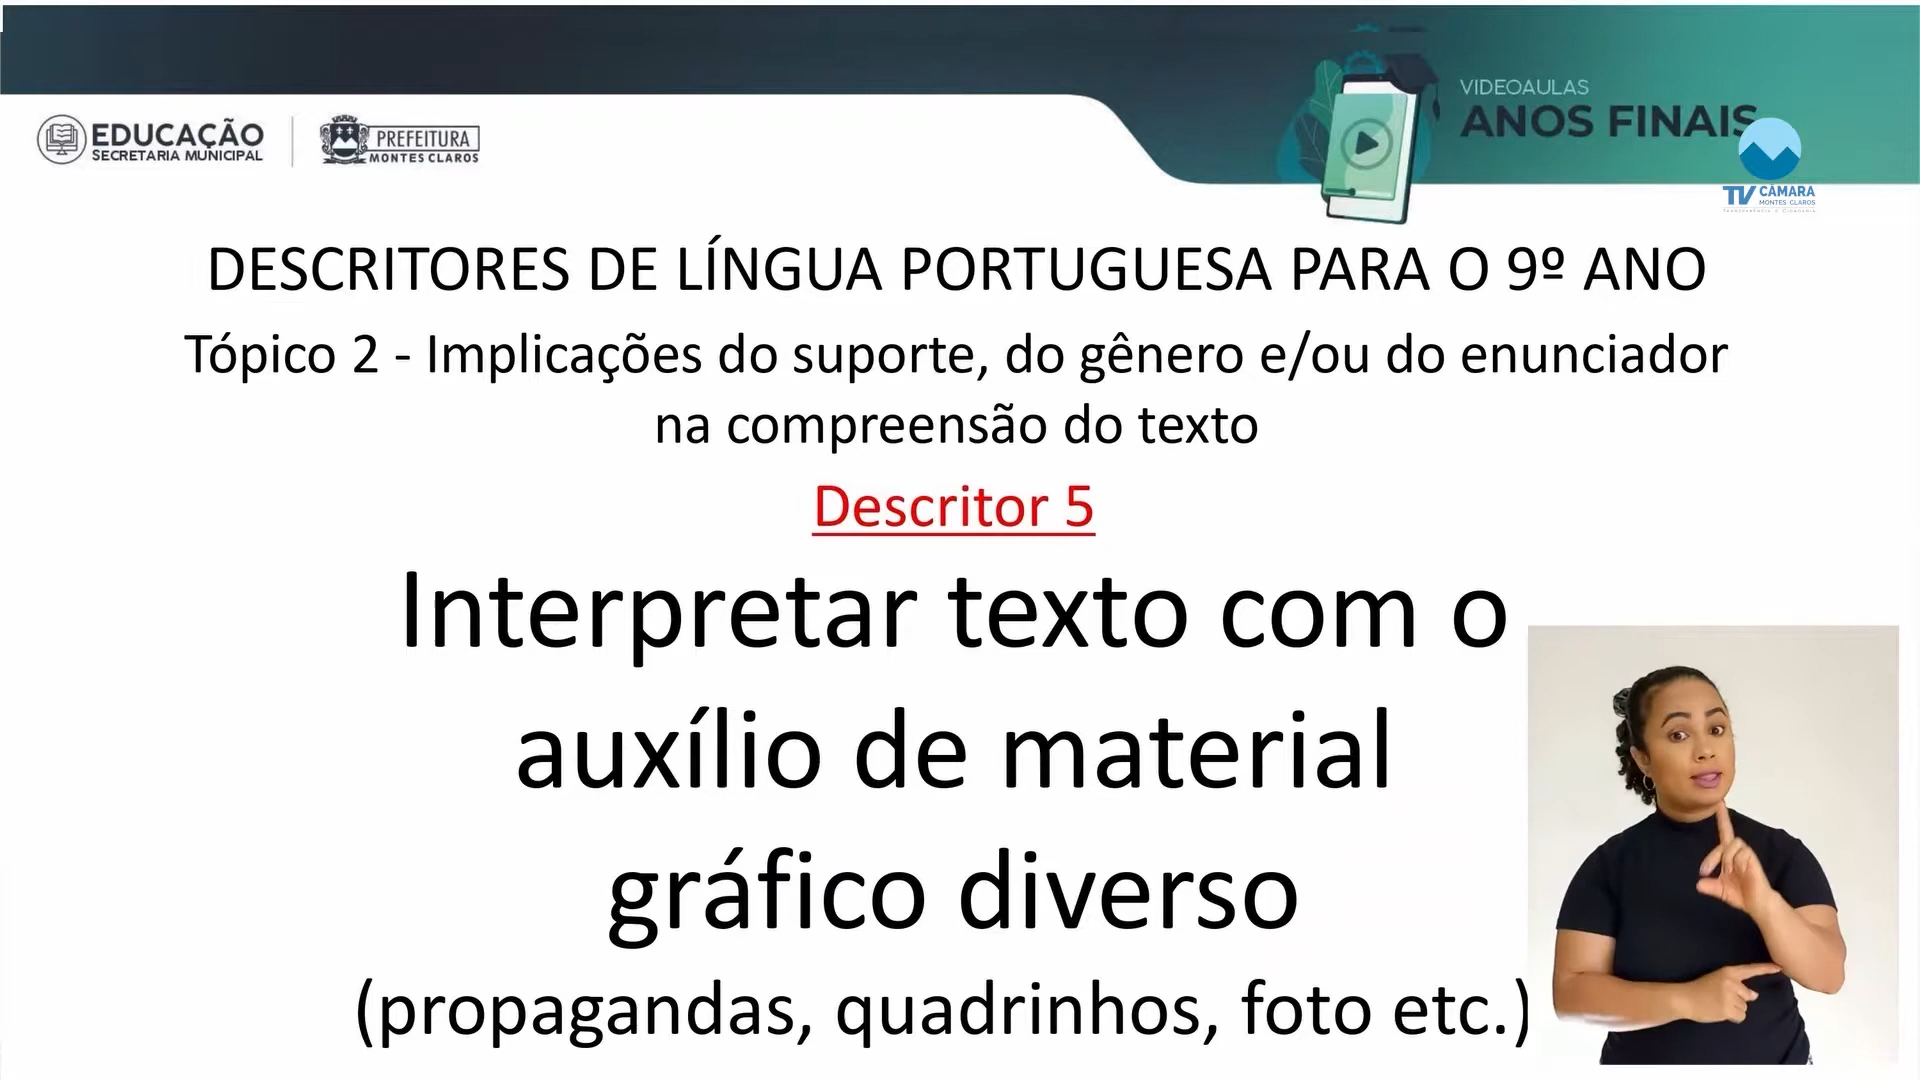 VIDEOAULAS
ANOS FINAIS
EDUCAÇÃO
SECRETARIA MUNICIPAL
PREFEITURA
MONTES CLAROS
TV CÂMARA
MONTES CLAROS
DESCRITORES DE LÍNGUA PORTUGUESA PARA O 9º ANO
Tópico 2 - Implicações do suporte, do gênero e/ou do enunciador
na compreensão do texto
Descritor 5
Interpretar texto com o
auxílio de material
gráfico diverso
(propagandas, quadrinhos, foto etc.)